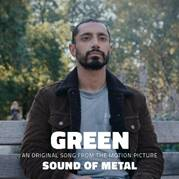 GREEN
AN ORIGINAL SONG FROM THE MOTION PICTURE
SOUND OF METAL